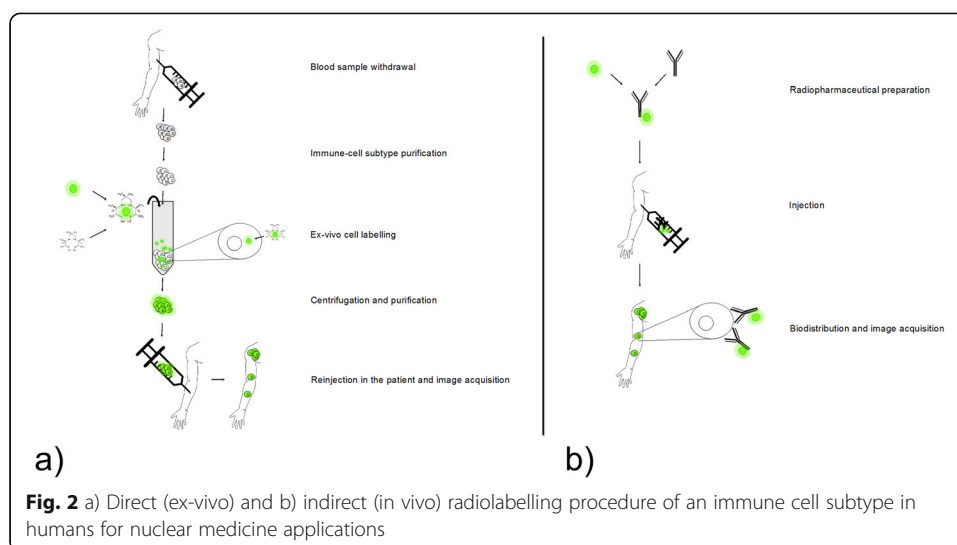 Blood sample withdrawal
Immune-cell subtype purification
Ex-vivo cell labelling
Centrifugation and purification
Reinjection in the patient and image acquisition
a)
Radiopharmaceutical preparation
Injection
Biodistribution and image acquisition
b)
Fig. 2 a) Direct (ex-vivo) and b) indirect (in vivo) radiolabelling procedure of an immune cell subtype in
humans for nuclear medicine applications